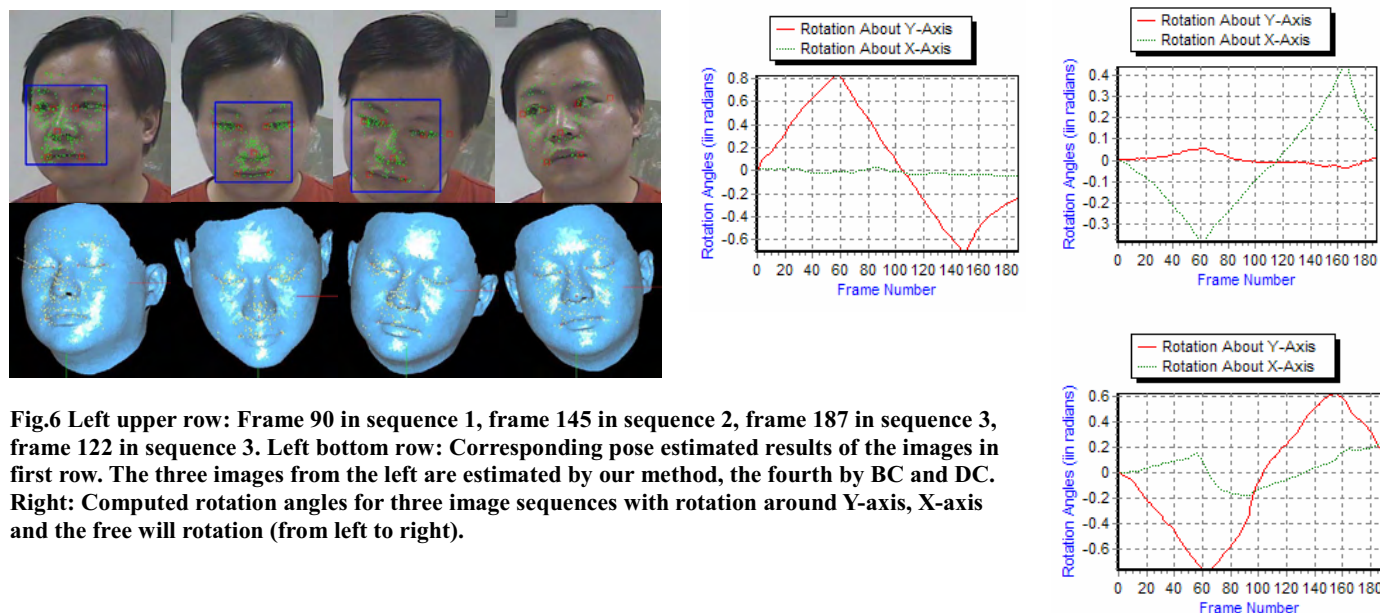 Rotation About Y-Axis
Rotation About X-Axis
Rotation Angles (iin radians)
0.8
0.6
0.4
0.2
0
-0.2
-0.4
-0.6
0 20 40 60 80 100 120 140 160 180
Frame Number
Rotation About Y-Axis
Rotation About X-Axis
Rotation Angles (iin radians)
0.4
0.3
0.2
0.1
0
-0.1
-0.2
-0.3
0 20 40 60 80 100 120 140 160 180
Frame Number
Rotation About Y-Axis
Rotation About X-Axis
Rotation Angles (iin radians)
0.6
0.4
0.2
0
-0.2
-0.4
-0.6
0 20 40 60 80 100 120 140 160 180
Frame Number
Fig.6 Left upper row: Frame 90 in sequence 1, frame 145 in sequence 2, frame 187 in sequence 3,
frame 122 in sequence 3. Left bottom row: Corresponding pose estimated results of the images in
first row. The three images from the left are estimated by our method, the fourth by BC and DC.
Right: Computed rotation angles for three image sequences with rotation around Y-axis, X-axis
and the free will rotation (from left to right).